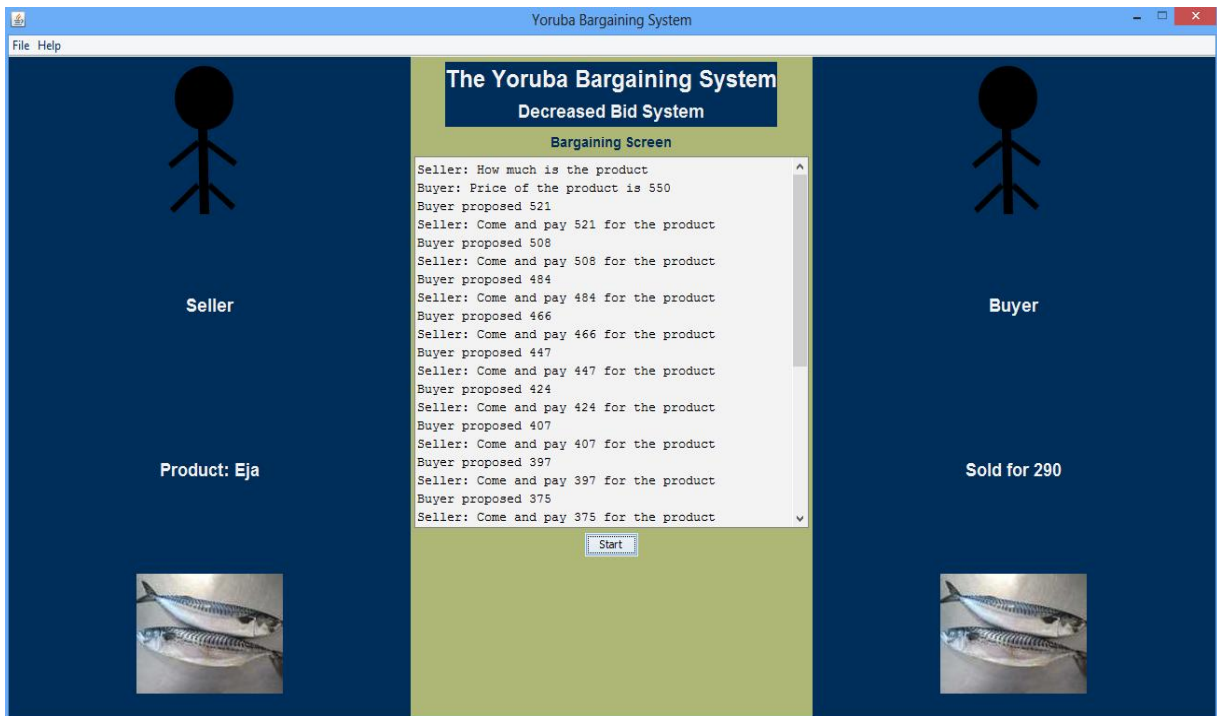 Yoruba Bargaining System
File Help
The Yoruba Bargaining System
Decreased Bid System
Bargaining Screen
Seller: How much is the product
Buyer: Price of the product is 550
Buyer proposed 521
Seller: Come and pay 521 for the product
Buyer proposed 508
Seller: Come and pay 508 for the product
Buyer proposed 484
Seller: Come and pay 484 for the product
Buyer proposed 466
Seller: Come and pay 466 for the product
Buyer proposed 447
Seller: Come and pay 447 for the product
Buyer proposed 424
Seller: Come and pay 424 for the product
Buyer proposed 407
Seller: Come and pay 407 for the product
Buyer proposed 397
Seller: Come and pay 397 for the product
Buyer proposed 375
Seller: Come and pay 375 for the product
Start
Seller
Product: Eja
Buyer
Sold for 290